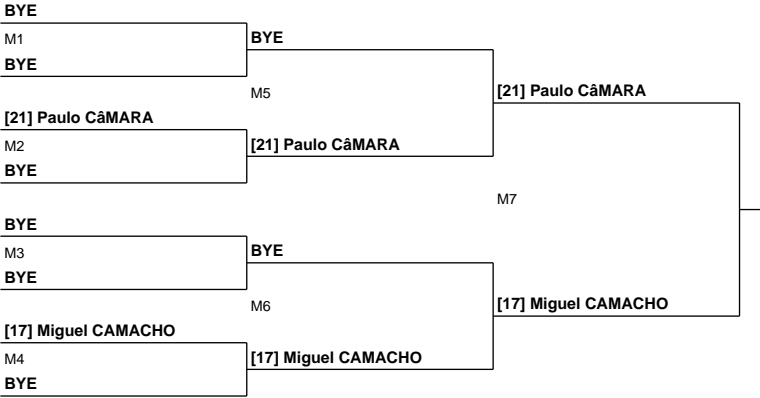 BYE
M1
BYE
BYE
M5
[21] Paulo CâMARA
[21] Paulo CâMARA
M2
[21] Paulo CâMARA
BYE
M7
BYE
M3
BYE
BYE
M6
[17] Miguel CAMACHO
[17] Miguel CAMACHO
M4
[17] Miguel CAMACHO
BYE